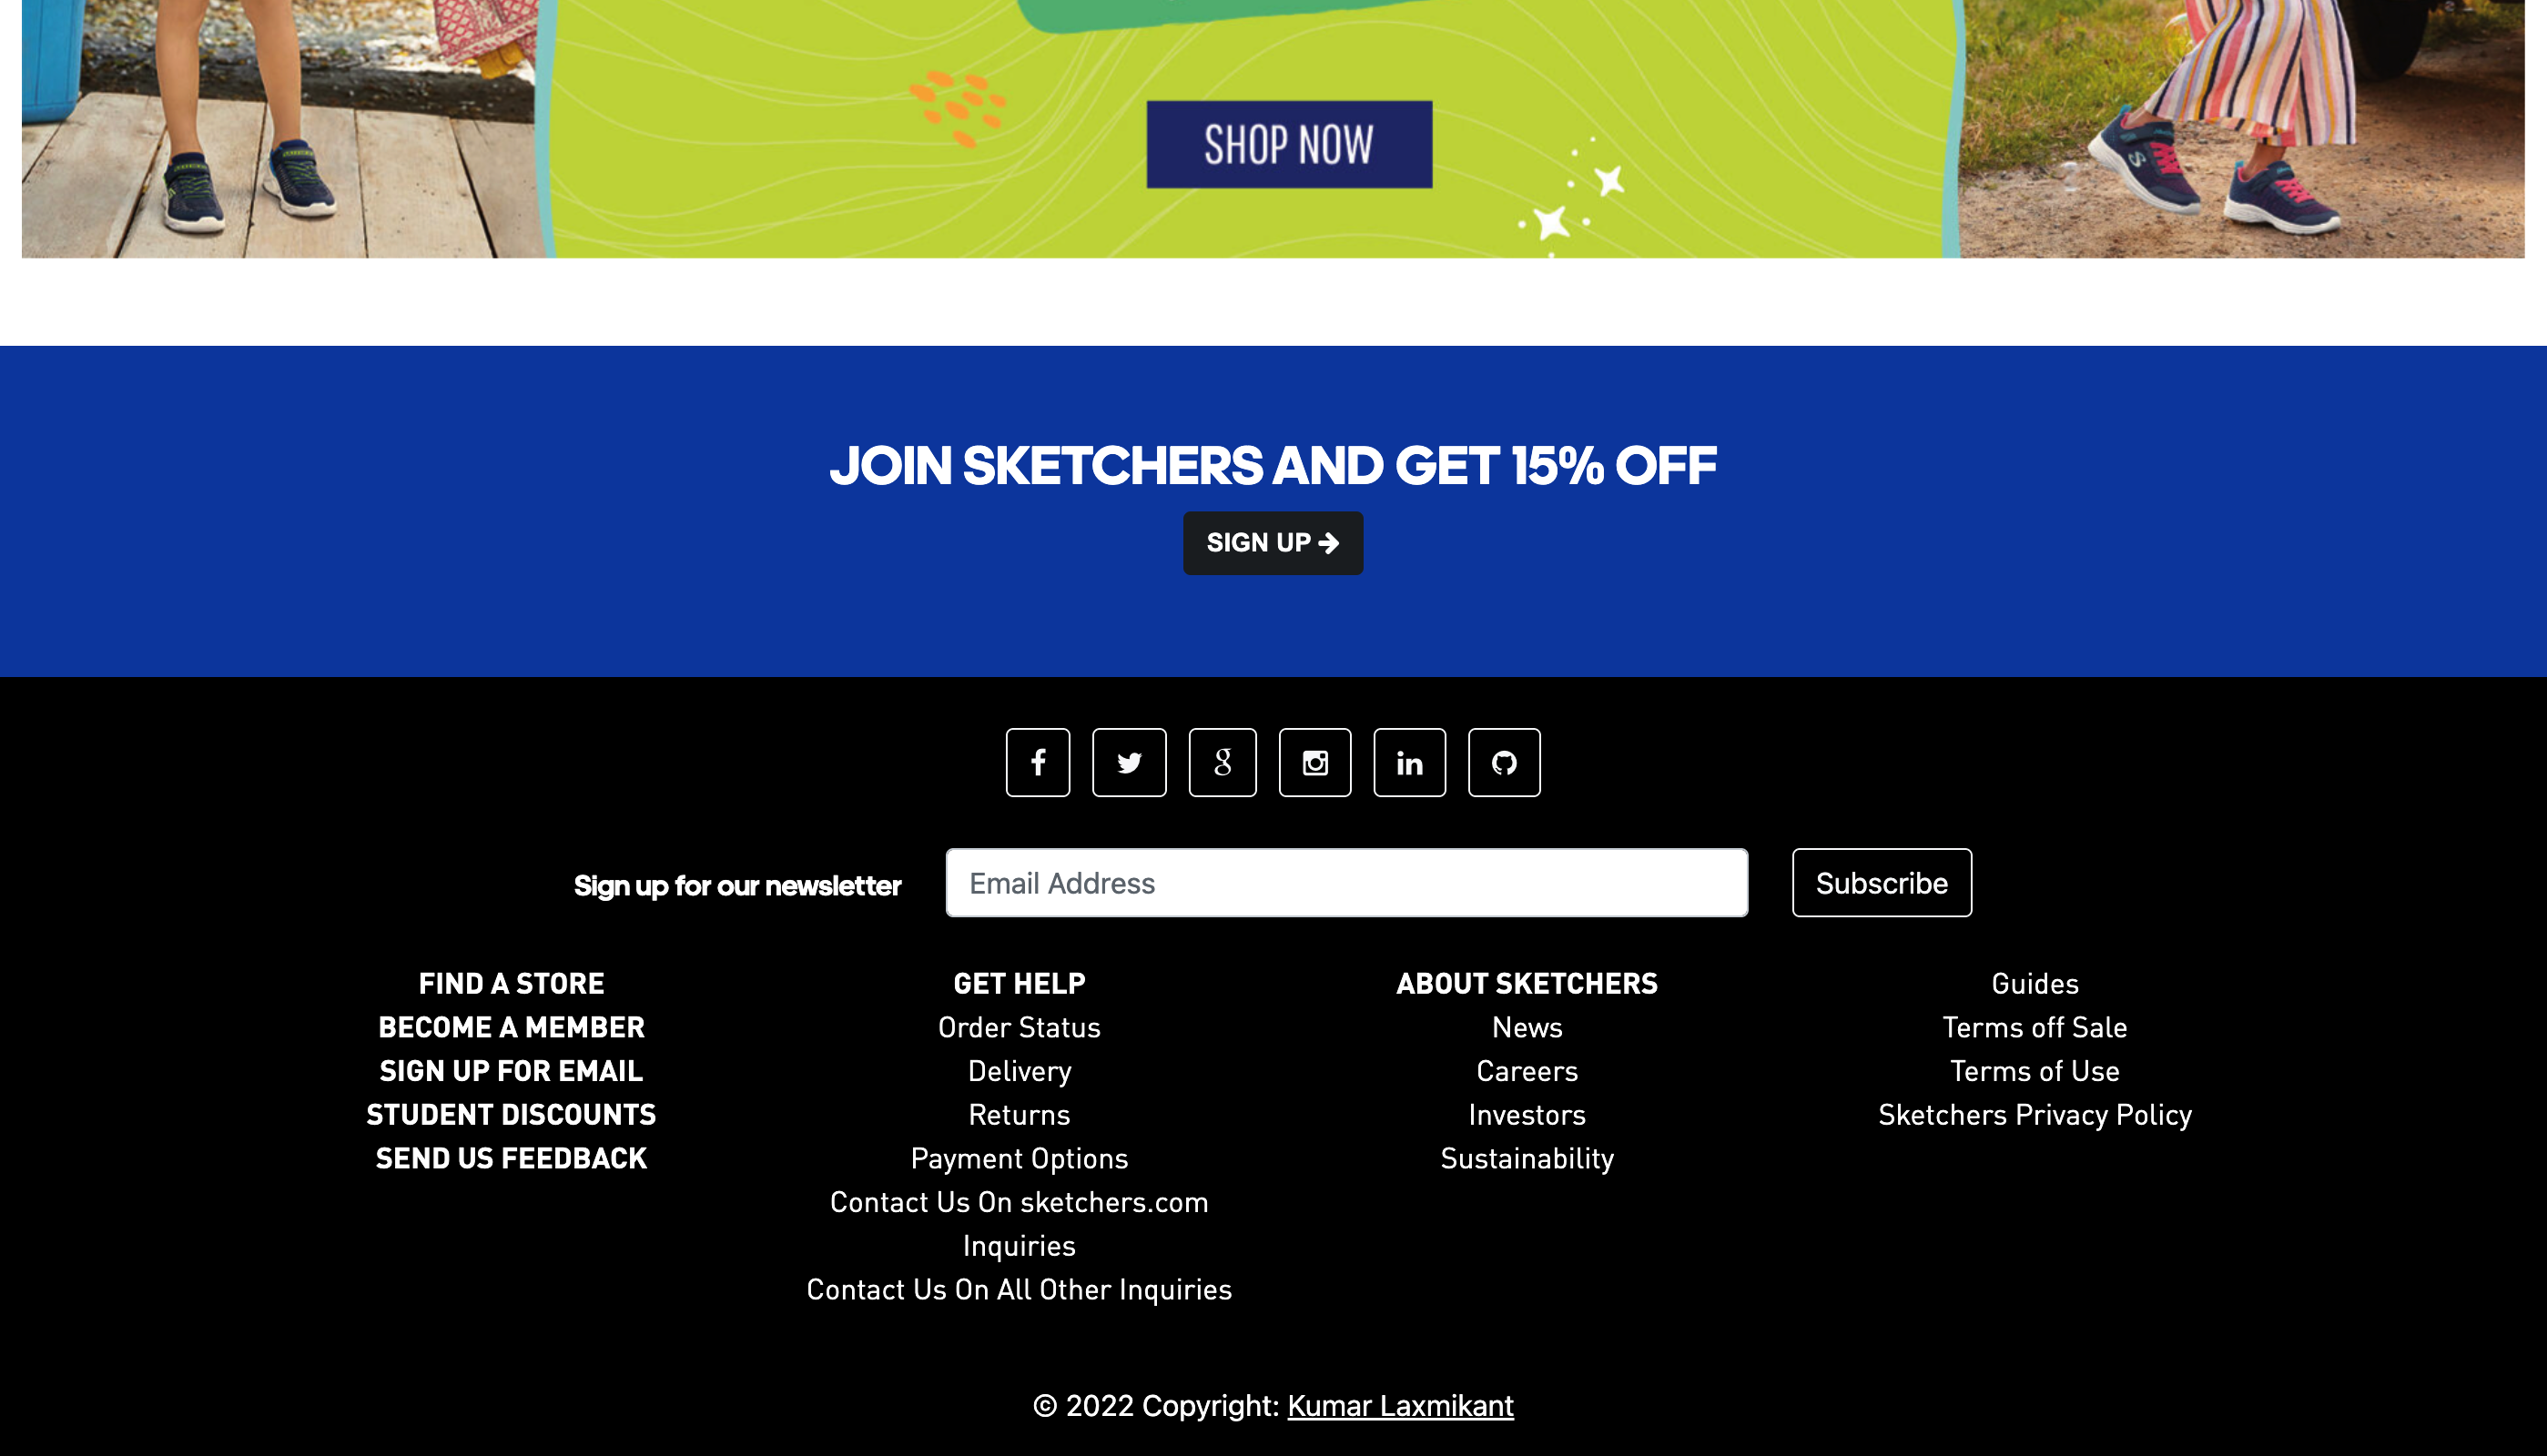 SHOP NOW
JOIN SKETCHERS AND GET 15% OFF
SIGN UP
Sign up for our newsletter
Email Address
Subscribe
FIND A STORE
BECOME A MEMBER
SIGN UP FOR EMAIL
STUDENT DISCOUNTS
SEND US FEEDBACK
GET HELP
Order Status
Delivery
Returns
Payment Options
Contact Us On sketchers.com
Inquiries
Contact Us On All Other Inquiries
ABOUT SKETCHERS
News
Careers
Investors
Sustainability
Guides
Terms off Sale
Terms of Use
Sketchers Privacy Policy
© 2022 Copyright: Kumar Laxmikant